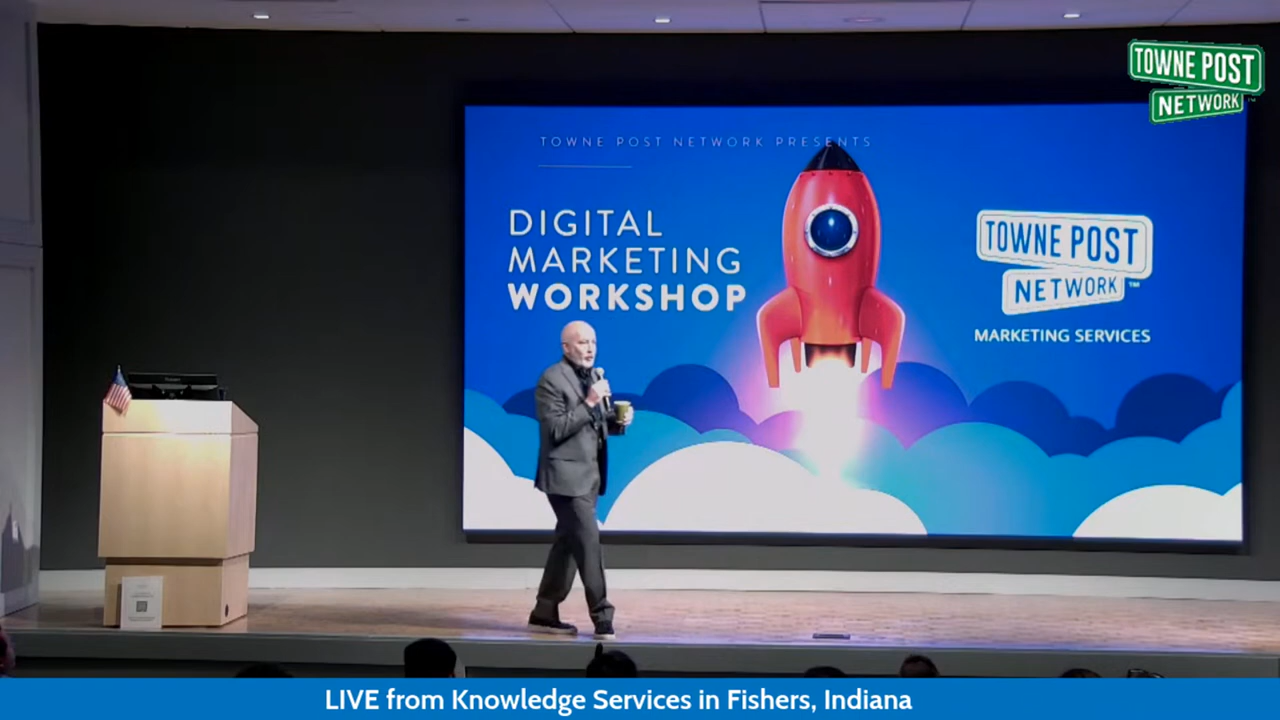 TOWNE POST
NETWORK
TOWNE POST NETWORK PRESENTS
DIGITAL
MARKETING
WORKSHOP
TOWNE POST
NETWORK™
MARKETING SERVICES
LIVE from Knowledge Services in Fishers, Indiana